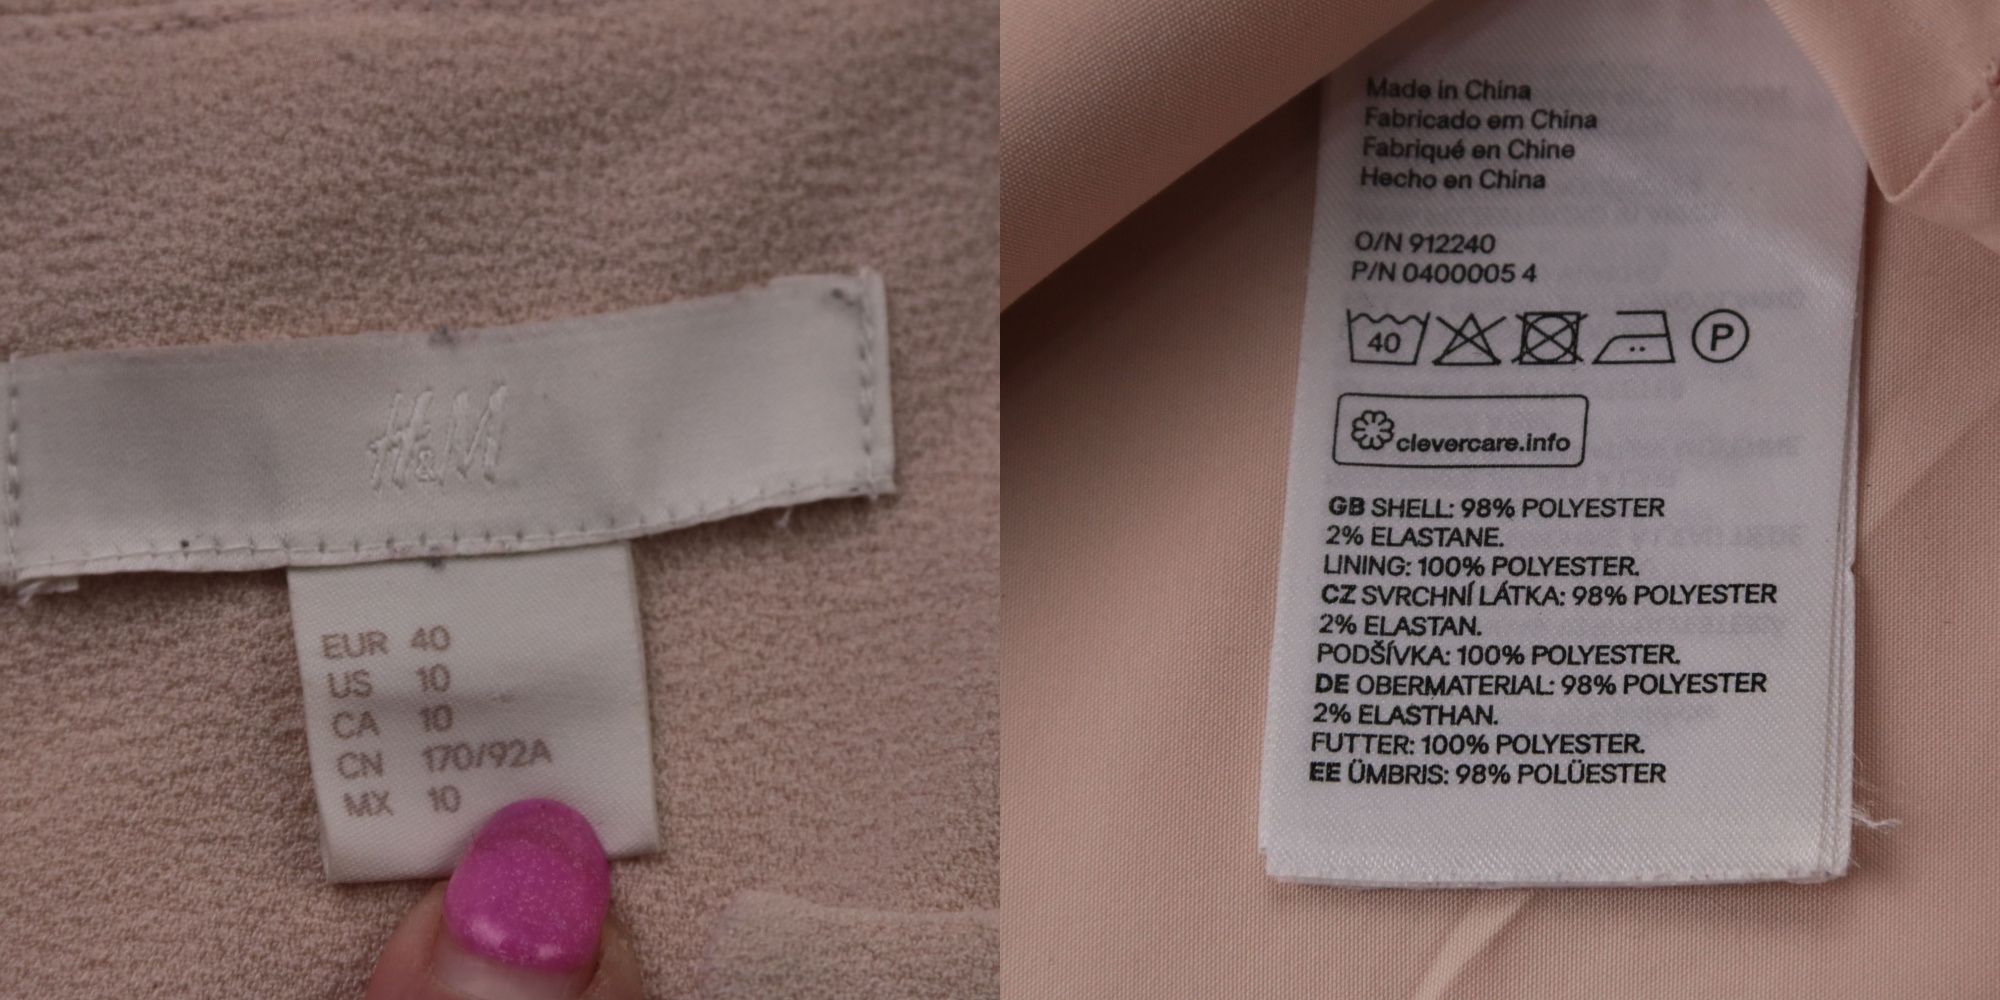 H&M
EUR 40
US 10
CA 10
CN 170/92A
MX 10
Made in China
Fabricado em China
Fabriqué en Chine
Hecho en China
O/N 912240
P/N 0400005 4
40
P
clevercare.info
GB SHELL: 98% POLYESTER
2% ELASTANE.
LINING: 100% POLYESTER.
CZ SVRCHNÍ LÁTKA: 98% POLYESTER
2% ELASTAN.
PODŠÍVKA: 100% POLYESTER.
DE OBERMATERIAL: 98% POLYESTER
2% ELASTHAN.
FUTTER: 100% POLYESTER.
EE ÜMBRIS: 98% POLÜESTER